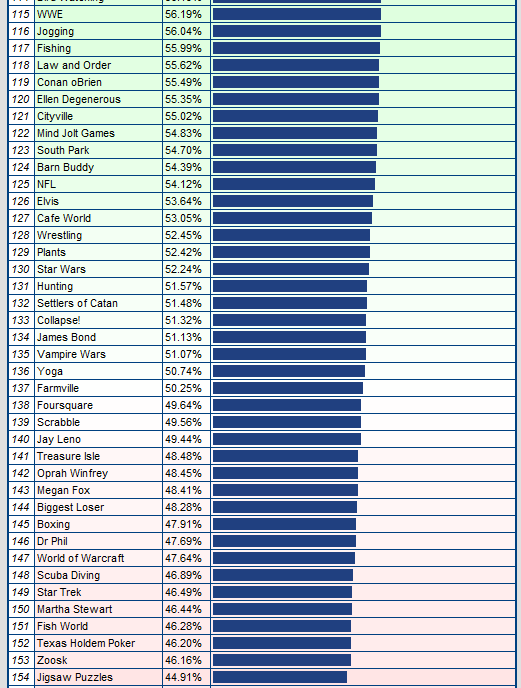 115 WWE 56.19%
116 Jogging 56.04%
117 Fishing 55.99%
118 Law and Order 55.62%
119 Conan oBrien 55.49%
120 Ellen Degenerous 55.35%
121 Cityville 55.02%
122 Mind Jolt Games 54.83%
123 South Park 54.70%
124 Barn Buddy 54.39%
125 NFL 54.12%
126 Elvis 53.64%
127 Cafe World 53.05%
128 Wrestling 52.45%
129 Plants 52.42%
130 Star Wars 52.24%
131 Hunting 51.57%
132 Settlers of Catan 51.48%
133 Collapse! 51.32%
134 James Bond 51.13%
135 Vampire Wars 51.07%
136 Yoga 50.74%
137 Farmville 50.25%
138 Foursquare 49.64%
139 Scrabble 49.56%
140 Jay Leno 49.44%
141 Treasure Isle 48.48%
142 Oprah Winfrey 48.45%
143 Megan Fox 48.41%
144 Biggest Loser 48.28%
145 Boxing 47.91%
146 Dr Phil 47.69%
147 World of Warcraft 47.64%
148 Scuba Diving 46.89%
149 Star Trek 46.49%
150 Martha Stewart 46.44%
151 Fish World 46.28%
152 Texas Holdem Poker 46.20%
153 Zoosk 46.16%
154 Jigsaw Puzzles 44.91%